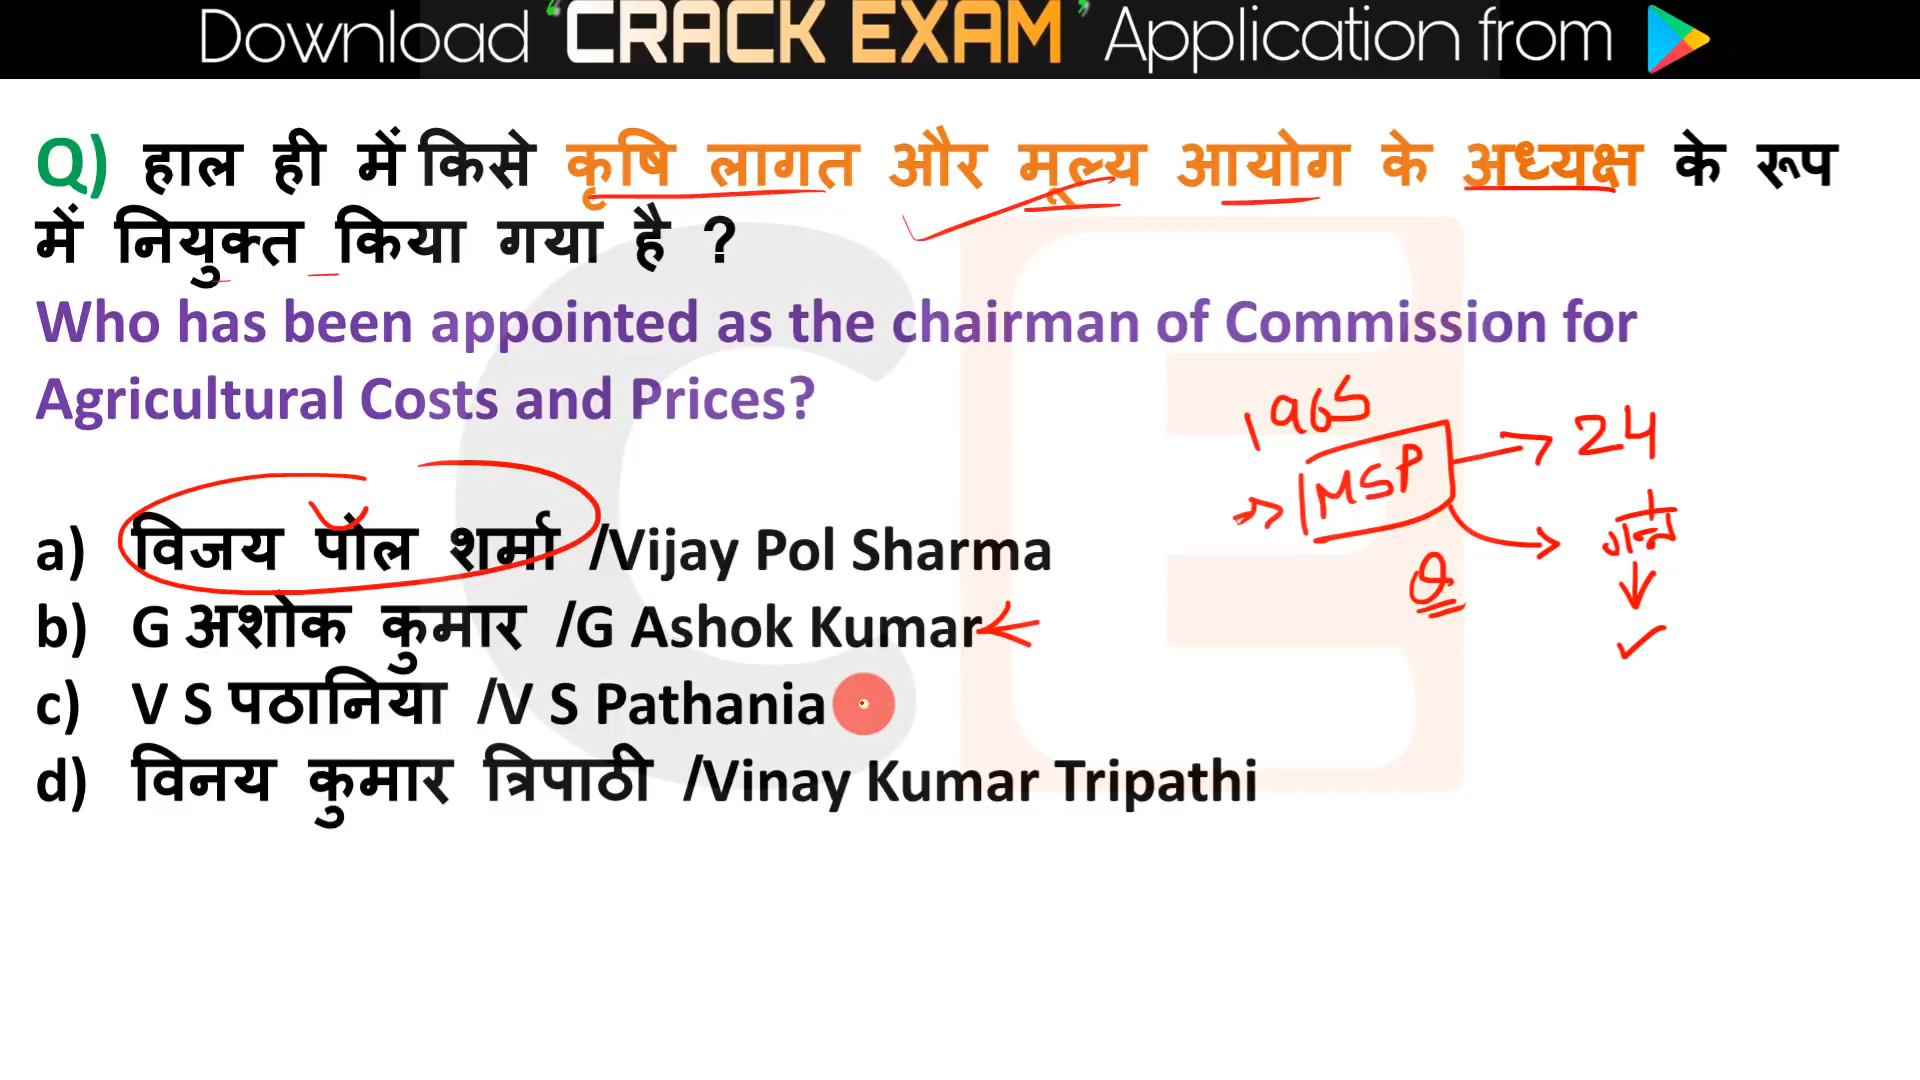 Download 'CRACK EXAM' Application from
Q) हाल ही में किसे कृषि लागत और मूल्य आयोग के अध्यक्ष के रूप
में नियुक्त किया गया है ?
Who has been appointed as the chairman of Commission for
Agricultural Costs and Prices?
1965
MSP
24
a) विजय पॉल शर्मा /Vijay Pol Sharma
b) G अशोक कुमार /G Ashok Kumar
c) V S पठानिया /V S Pathania
d) विनय कुमार त्रिपाठी /Vinay Kumar Tripathi